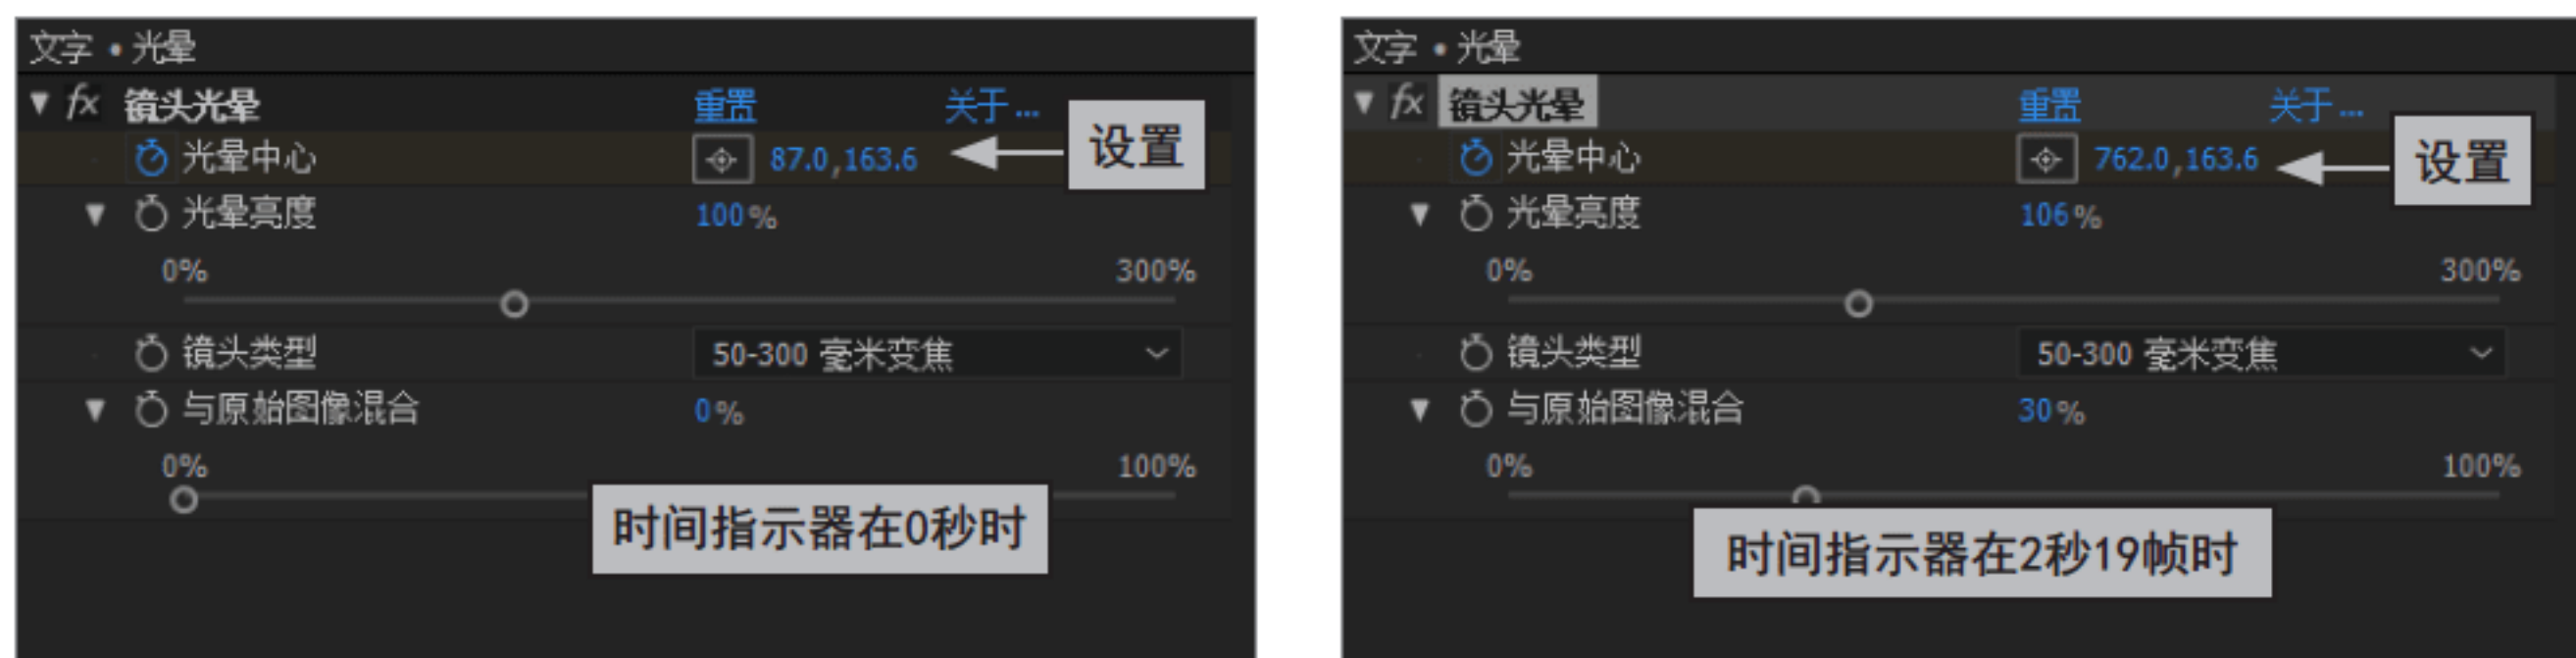 文字 • 光晕
fx 镜头光晕 重置 关于...
光晕中心 87.0,163.6
设置
光晕亮度 100%
0% 300%
镜头类型 50-300 毫米变焦
与原始图像混合 0%
0% 100%
时间指示器在0秒时
文字 • 光晕
fx 镜头光晕 重置 关于...
光晕中心 762.0,163.6
设置
光晕亮度 106%
0% 300%
镜头类型 50-300 毫米变焦
与原始图像混合 30%
0% 100%
时间指示器在2秒19帧时